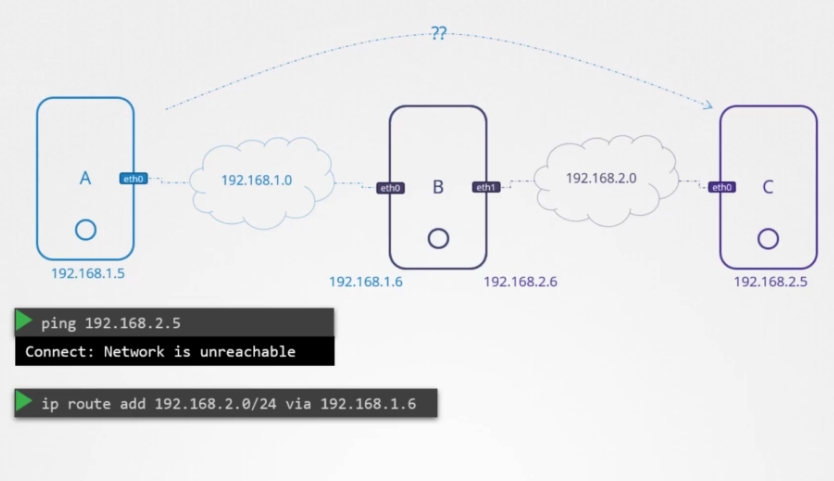 ??
A
eth0
192.168.1.0
eth0
B
eth1
192.168.2.0
eth0
C
192.168.1.5
192.168.1.6
192.168.2.6
192.168.2.5
ping 192.168.2.5
Connect: Network is unreachable
ip route add 192.168.2.0/24 via 192.168.1.6